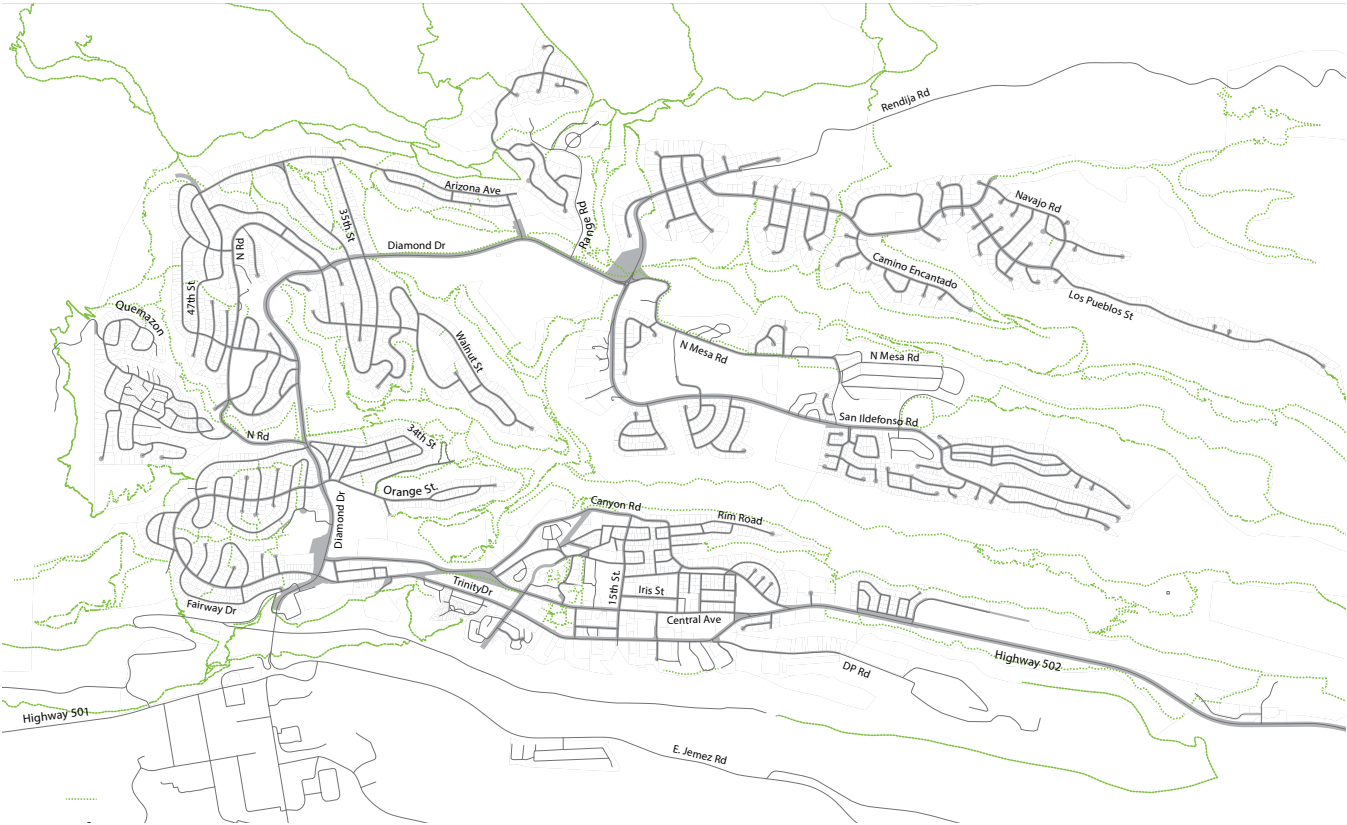 Rendija Rd
Arizona Ave
Navajo Rd
35th St
Range Rd
N Rd
Diamond Dr
Camino Encantado
47th St
Los Pueblos St
Quemazon
Walnut St
N Mesa Rd
N Mesa Rd
San Ildefonso Rd
N Rd
34th St
Orange St.
Diamond Dr
Canyon Rd
Rim Road
TrinityDr
15th St.
Iris St
Fairway Dr
Central Ave
Highway 502
DP Rd
Highway 501
E. Jemez Rd